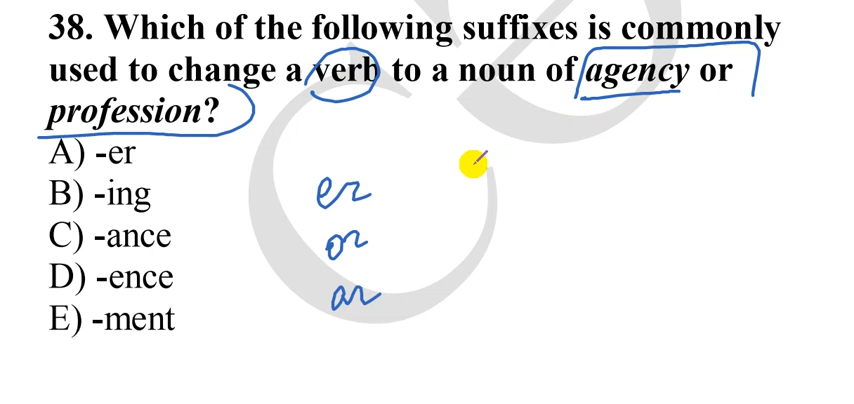 38. Which of the following suffixes is commonly
used to change a verb to a noun of agency or
profession?
A) -er
B) -ing
C) -ance
D) -ence
E) -ment
er
or
ar